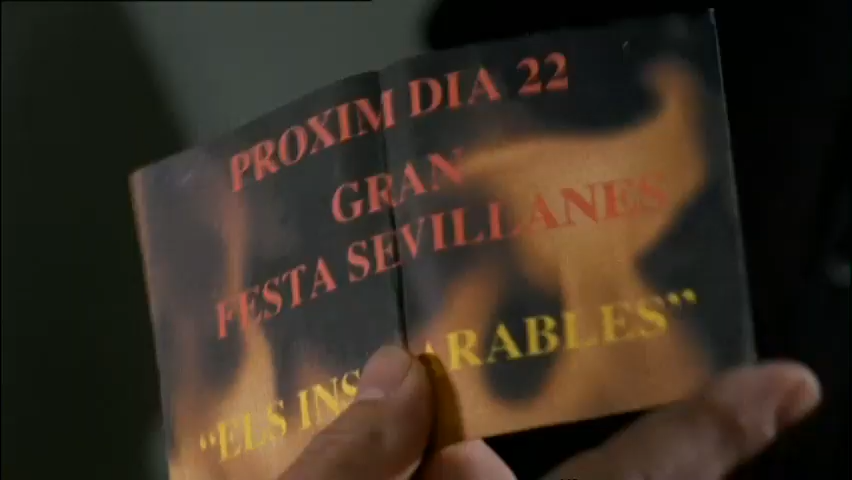 PROXIM DIA 22
GRAN
FESTA SEVILLANES
"ELS